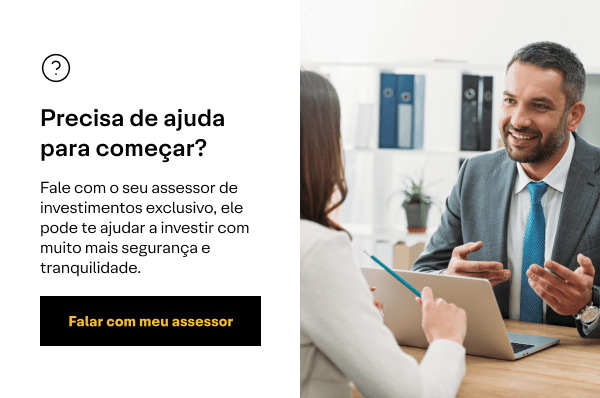 ?
Precisa de ajuda
para começar?
Fale com o seu assessor de
investimentos exclusivo, ele
pode te ajudar a investir com
muito mais segurança e
tranquilidade.
Falar com meu assessor